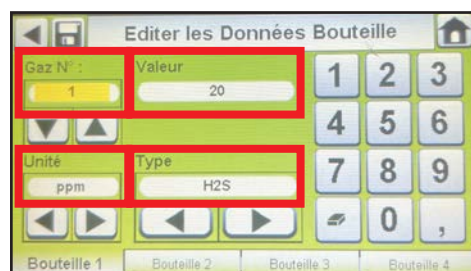 Editer les Données Bouteille
Gaz N° : Valeur
1 20
1 2 3
4 5 6
Unité Type
ppm H2S
7 8 9
0 ,
Bouteille 1 Bouteille 2 Bouteille 3 Bouteille 4